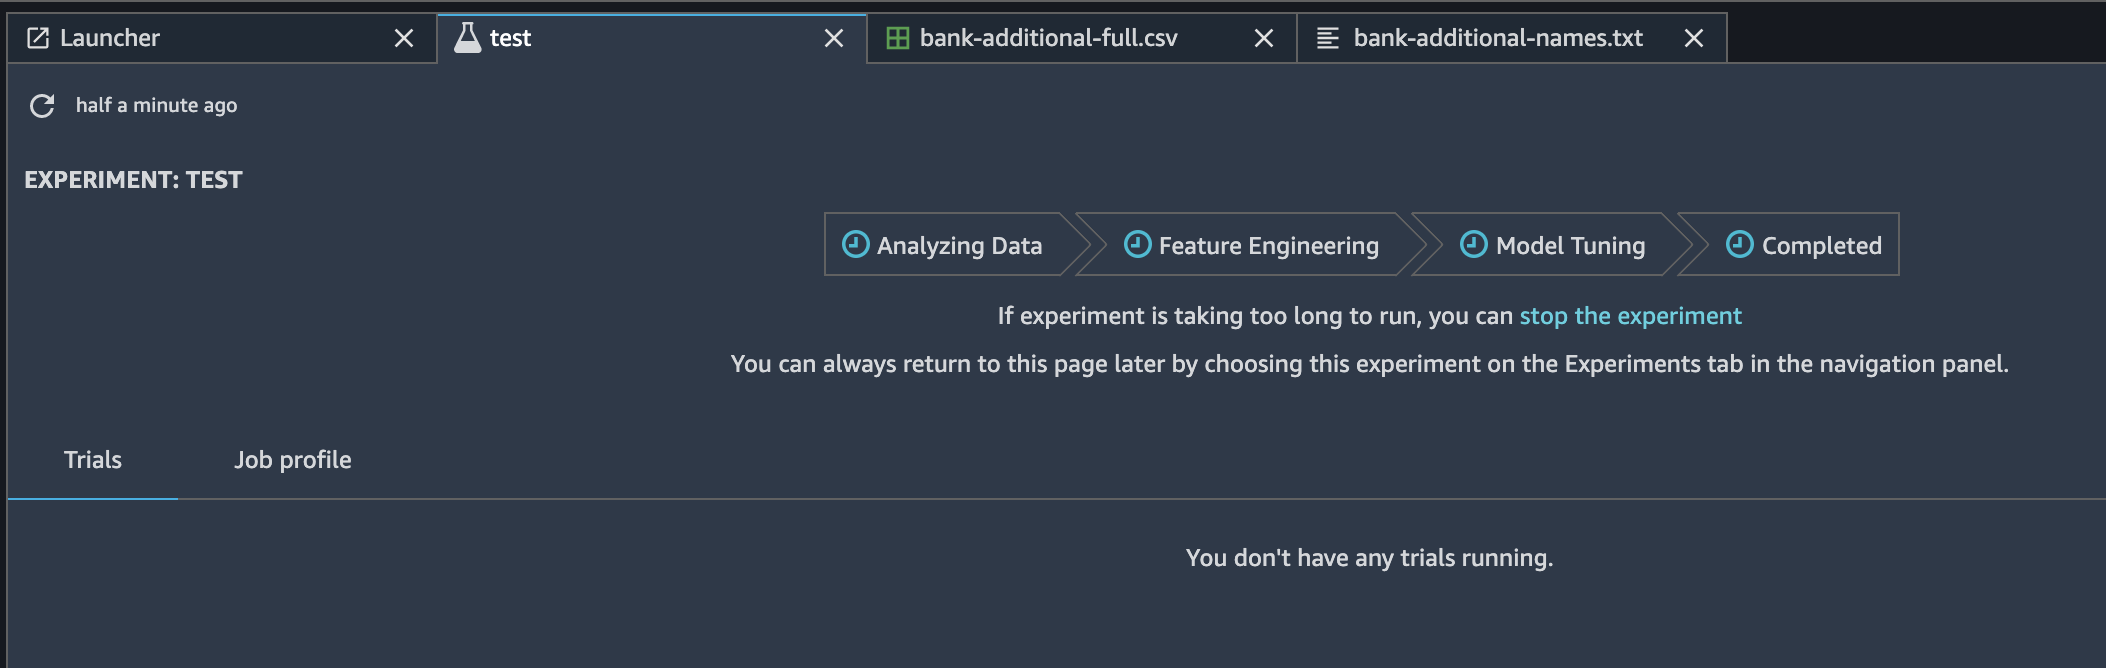 Launcher
test
bank-additional-full.csv
bank-additional-names.txt
half a minute ago
EXPERIMENT: TEST
Analyzing Data
Feature Engineering
Model Tuning
Completed
If experiment is taking too long to run, you can stop the experiment
You can always return to this page later by choosing this experiment on the Experiments tab in the navigation panel.
Trials
Job profile
You don't have any trials running.